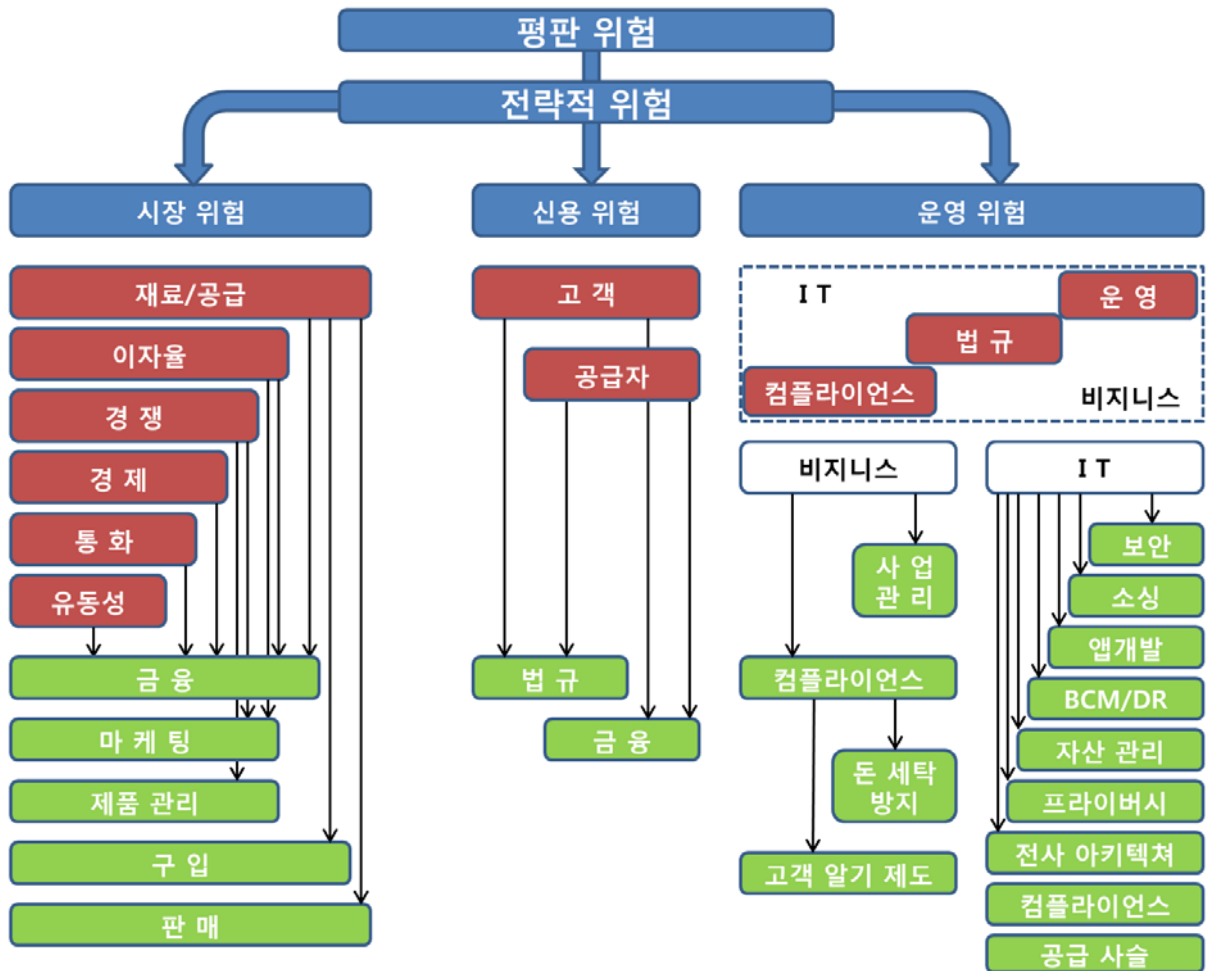 평판 위험
전략적 위험
시장 위험
신용 위험
운영 위험
재료/공급
이자율
경 쟁
경 제
통 화
유동성
금 융
마 케 팅
제품 관리
구 입
판 매
고 객
공급자
법 규
금 융
I T
운 영
법 규
컴플라이언스
비지니스
비지니스
사 업
관 리
컴플라이언스
돈 세탁
방지
고객 알기 제도
I T
보안
소싱
앱개발
BCM/DR
자산 관리
프라이버시
전사 아키텍쳐
컴플라이언스
공급 사슬